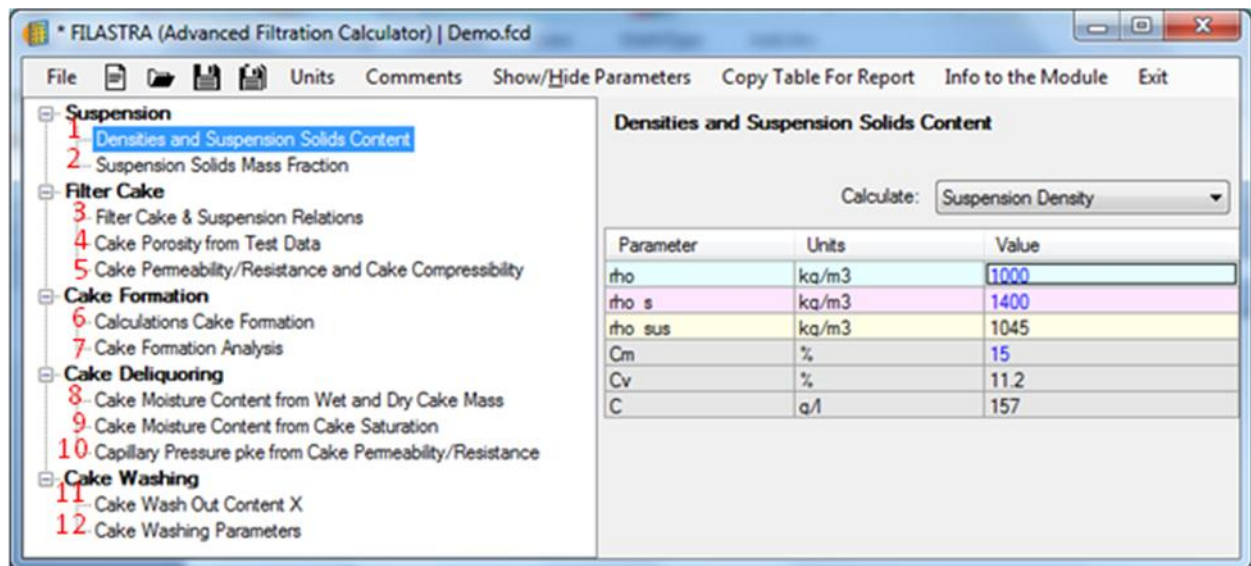 * FILASTRA (Advanced Filtration Calculator) | Demo.fcd
File Units Comments Show/Hide Parameters Copy Table For Report Info to the Module Exit
Suspension
1 Densities and Suspension Solids Content
2 Suspension Solids Mass Fraction
Filter Cake
3 Filter Cake & Suspension Relations
4 Cake Porosity from Test Data
5 Cake Permeability/Resistance and Cake Compressibility
Cake Formation
6 Calculations Cake Formation
7 Cake Formation Analysis
Cake Deliquoring
8 Cake Moisture Content from Wet and Dry Cake Mass
9 Cake Moisture Content from Cake Saturation
10 Capillary Pressure pke from Cake Permeability/Resistance
Cake Washing
11 Cake Wash Out Content X
12 Cake Washing Parameters
Densities and Suspension Solids Content
Calculate: Suspension Density
Parameter Units Value
rho kg/m3 1000
rho_s kg/m3 1400
rho_sus kg/m3 1045
Cm % 15
Cv % 11.2
C g/l 157